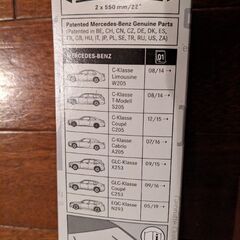 2 x 550 mm/22"
Patented Mercedes-Benz Genuine Parts
(Patented in BE, CH, CN, CZ, DE, DK, ES,
FR, GB, HU, IT, JP, PL, SE, TR, RU, US, AT)
MERCEDES-BENZ
01
C-Klasse
Limousine
W205
08/14→
C-Klasse
T-Modell
S205
08/14→
C-Klasse
Coupé
C205
12/15→
C-Klasse
Cabrio
A205
07/16→
GLC-Klasse
X253
09/15→
GLC-Klasse
Coupé
C253
09/16→
EQC-Klasse
N293
05/19→